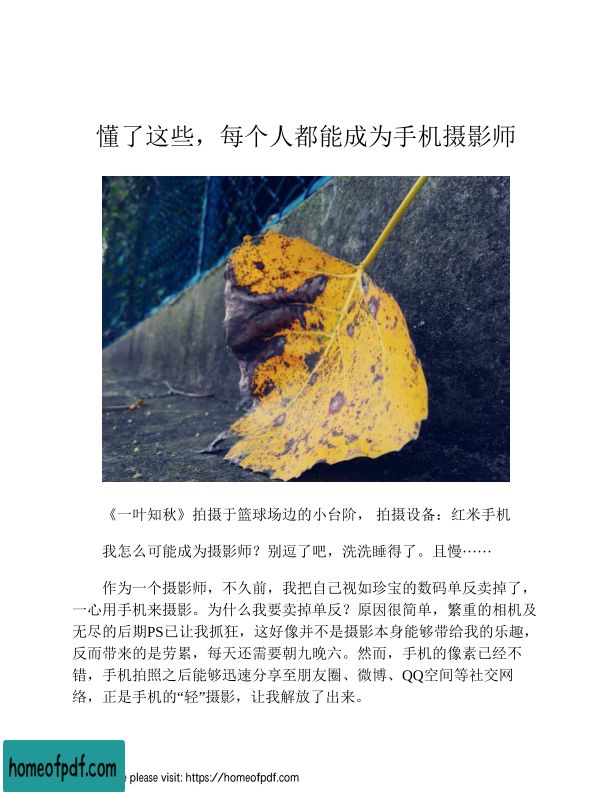 懂了这些，每个人都能成为手机摄影师
《一叶知秋》拍摄于篮球场边的小台阶， 拍摄设备：红米手机
我怎么可能成为摄影师？别逗了吧，洗洗睡得了。且慢……
作为一个摄影师，不久前，我把自己视如珍宝的数码单反卖掉了，
一心用手机来摄影。为什么我要卖掉单反？原因很简单，繁重的相机及
无尽的后期PS已让我抓狂，这好像并不是摄影本身能够带给我的乐趣，
反而带来的是劳累，每天还需要朝九晚六。然而，手机的像素已经不
错，手机拍照之后能够迅速分享至朋友圈、微博、QQ空间等社交网
络，正是手机的“轻”摄影，让我解放了出来。
homeofpdf.com
e please visit: https://homeofpdf.com